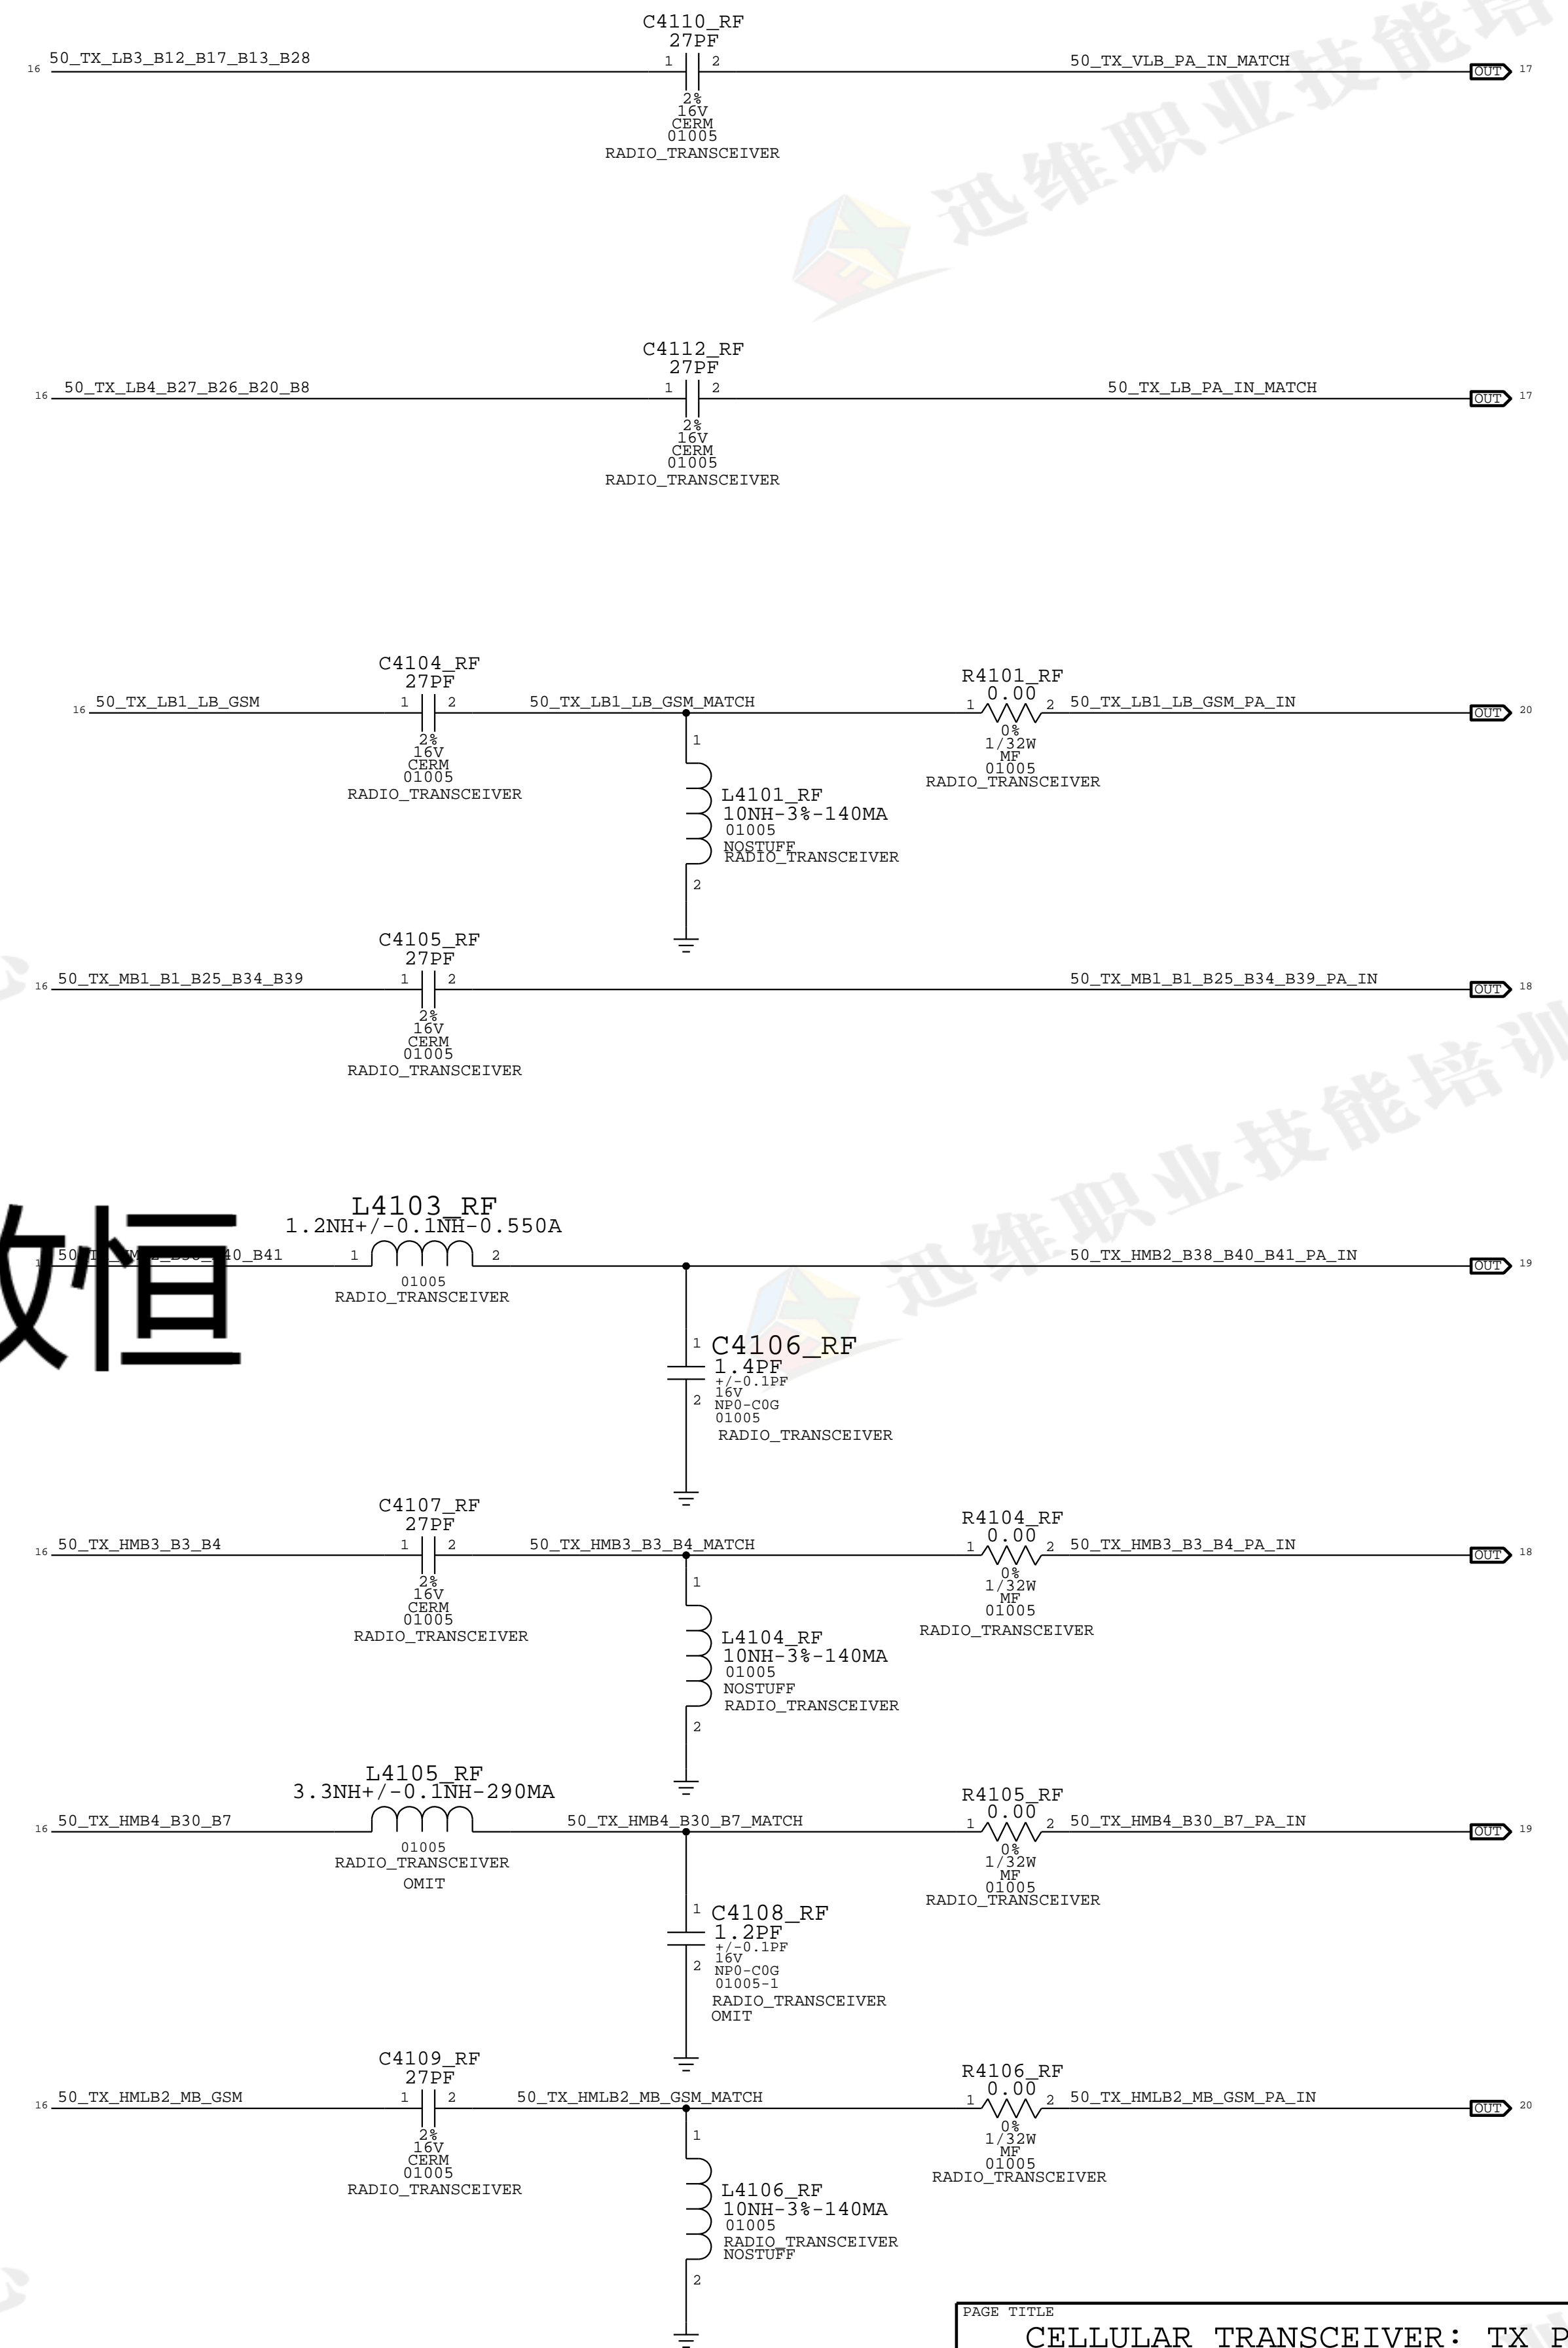 C4110_RF
27PF
16 50_TX_LB3_B12_B17_B13_B28 1 2 50_TX_VLB_PA_IN_MATCH OUT 17
2%
16V
CERM
01005
RADIO_TRANSCEIVER
迅维职业技能培
C4112_RF
27PF
16 50_TX_LB4_B27_B26_B20_B8 1 2 50_TX_LB_PA_IN_MATCH OUT 17
2%
16V
CERM
01005
RADIO_TRANSCEIVER
C4104_RF
27PF
R4101_RF
0.00
16 50_TX_LB1_LB_GSM 1 2 50_TX_LB1_LB_GSM_MATCH 1 2 50_TX_LB1_LB_GSM_PA_IN OUT 20
2%
16V
CERM
01005
RADIO_TRANSCEIVER
0%
1/32W
MF
01005
RADIO_TRANSCEIVER
1
L4101_RF
10NH-3%-140MA
01005
NOSTUFF
RADIO_TRANSCEIVER
2
C4105_RF
27PF
16 50_TX_MB1_B1_B25_B34_B39 1 2 50_TX_MB1_B1_B25_B34_B39_PA_IN OUT 18
2%
16V
CERM
01005
RADIO_TRANSCEIVER
迅维职业技能培训
恒
L4103_RF
1.2NH+/-0.1NH-0.550A
1 2 50_TX_HMB2_B38_B40_B41_PA_IN OUT 19
01005
RADIO_TRANSCEIVER
1
C4106_RF
1.4PF
+/-0.1PF
16V
2
NP0-C0G
01005
RADIO_TRANSCEIVER
C4107_RF
27PF
R4104_RF
0.00
16 50_TX_HMB3_B3_B4 1 2 50_TX_HMB3_B3_B4_MATCH 1 2 50_TX_HMB3_B3_B4_PA_IN OUT 18
2%
16V
CERM
01005
RADIO_TRANSCEIVER
0%
1/32W
MF
01005
RADIO_TRANSCEIVER
1
L4104_RF
10NH-3%-140MA
01005
NOSTUFF
RADIO_TRANSCEIVER
2
L4105_RF
3.3NH+/-0.1NH-290MA
R4105_RF
0.00
16 50_TX_HMB4_B30_B7 50_TX_HMB4_B30_B7_MATCH 1 2 50_TX_HMB4_B30_B7_PA_IN OUT 19
01005
RADIO_TRANSCEIVER
OMIT
0%
1/32W
MF
01005
RADIO_TRANSCEIVER
1
C4108_RF
1.2PF
+/-0.1PF
16V
2
NP0-C0G
01005-1
RADIO_TRANSCEIVER
OMIT
C4109_RF
27PF
R4106_RF
0.00
16 50_TX_HMLB2_MB_GSM 1 2 50_TX_HMLB2_MB_GSM_MATCH 1 2 50_TX_HMLB2_MB_GSM_PA_IN OUT 20
2%
16V
CERM
01005
RADIO_TRANSCEIVER
0%
1/32W
MF
01005
RADIO_TRANSCEIVER
1
L4106_RF
10NH-3%-140MA
01005
RADIO_TRANSCEIVER
NOSTUFF
2
PAGE TITLE
CELLULAR TRANSCEIVER: TX P